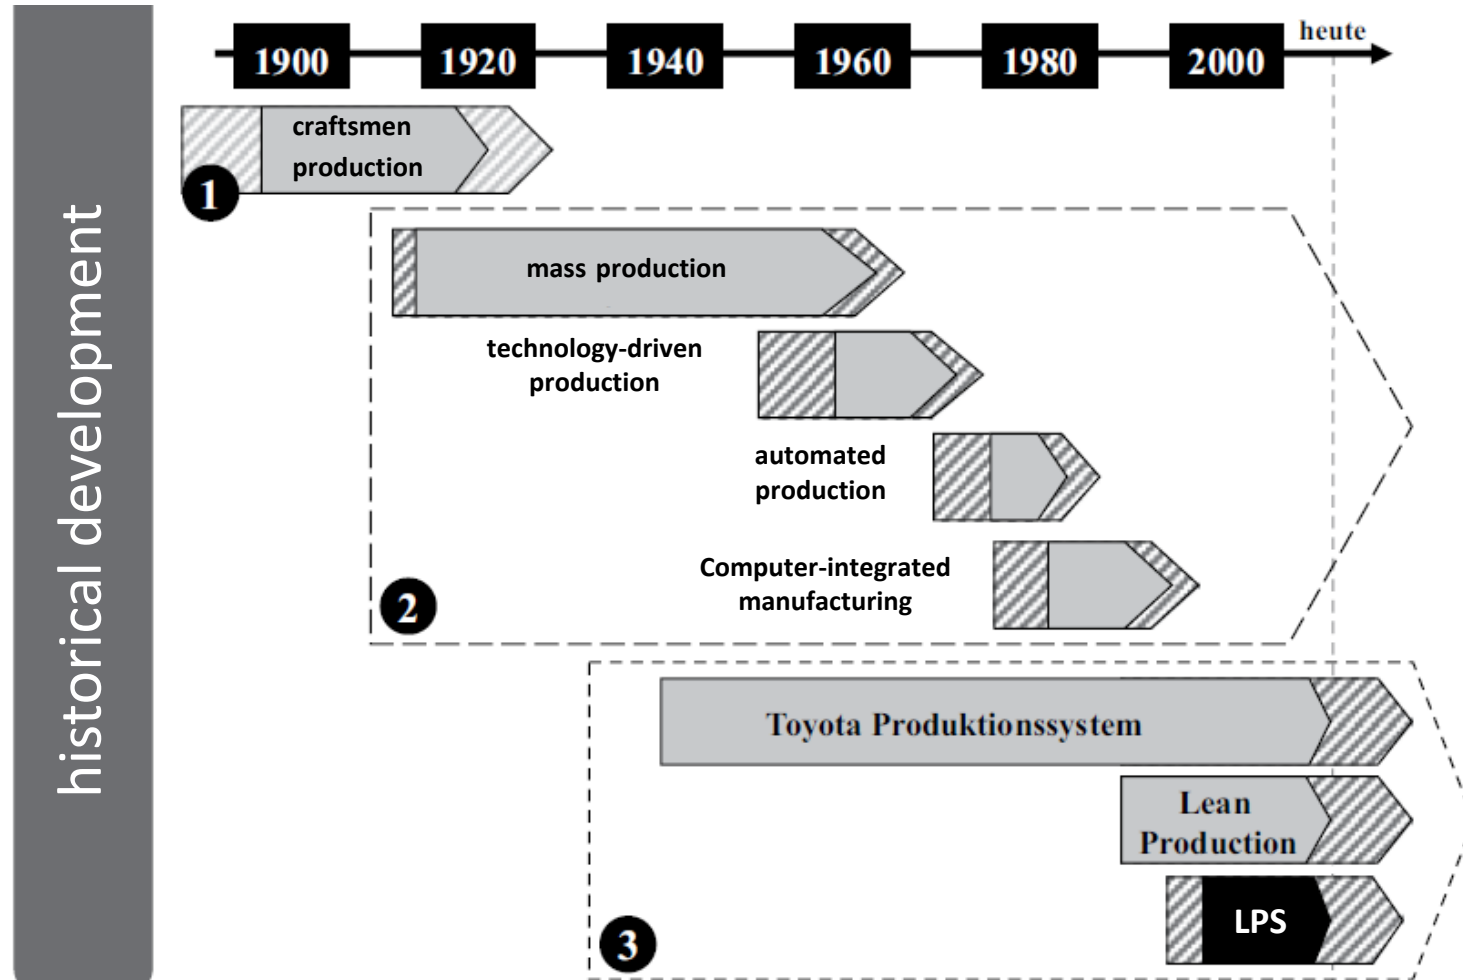 historical development
1900 1920 1940 1960 1980 2000 heute
craftsmen
production
1
mass production
technology-driven
production
automated
production
Computer-integrated
manufacturing
2
Toyota Produktionssystem
Lean
Production
LPS
3